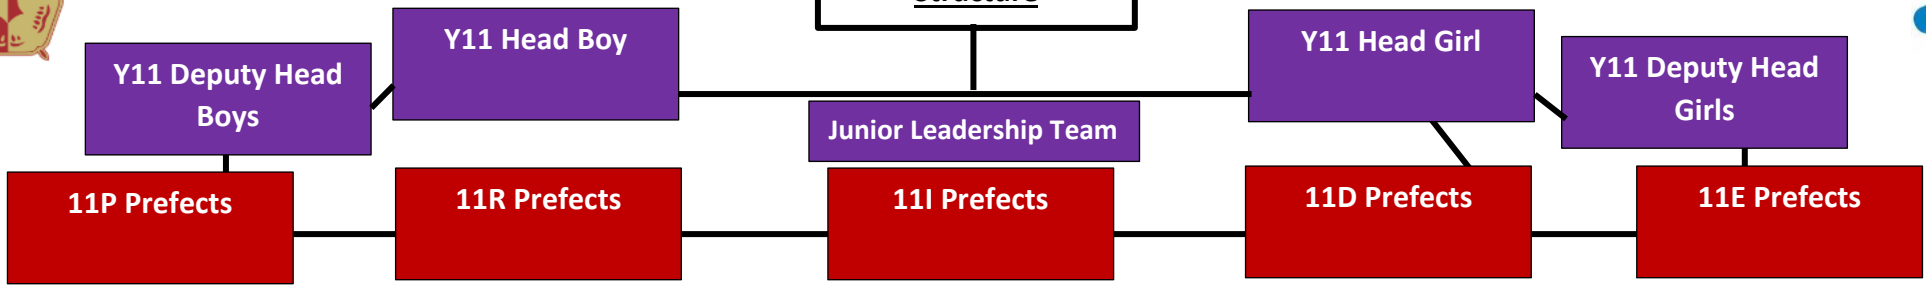 Structure
Y11 Head Boy
Y11 Head Girl
Y11 Deputy Head
Boys
Y11 Deputy Head
Girls
Junior Leadership Team
11P Prefects
11R Prefects
11I Prefects
11D Prefects
11E Prefects